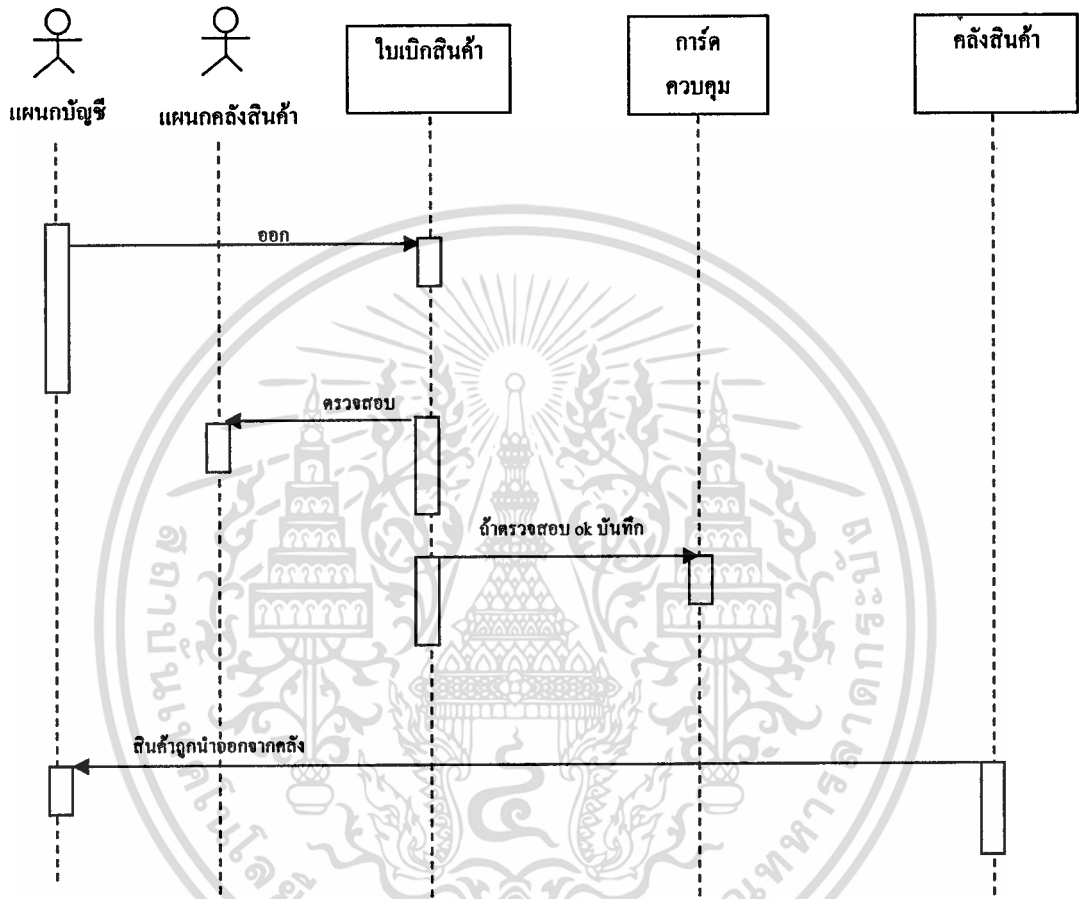 ใบเบิกสินค้า
การ์ด
ควบคุม
คลังสินค้า
แผนกบัญชี
แผนกคลังสินค้า
ออก
ตรวจสอบ
ถ้าตรวจสอบ ok บันทึก
สินค้าถูกนำออกจากคลัง